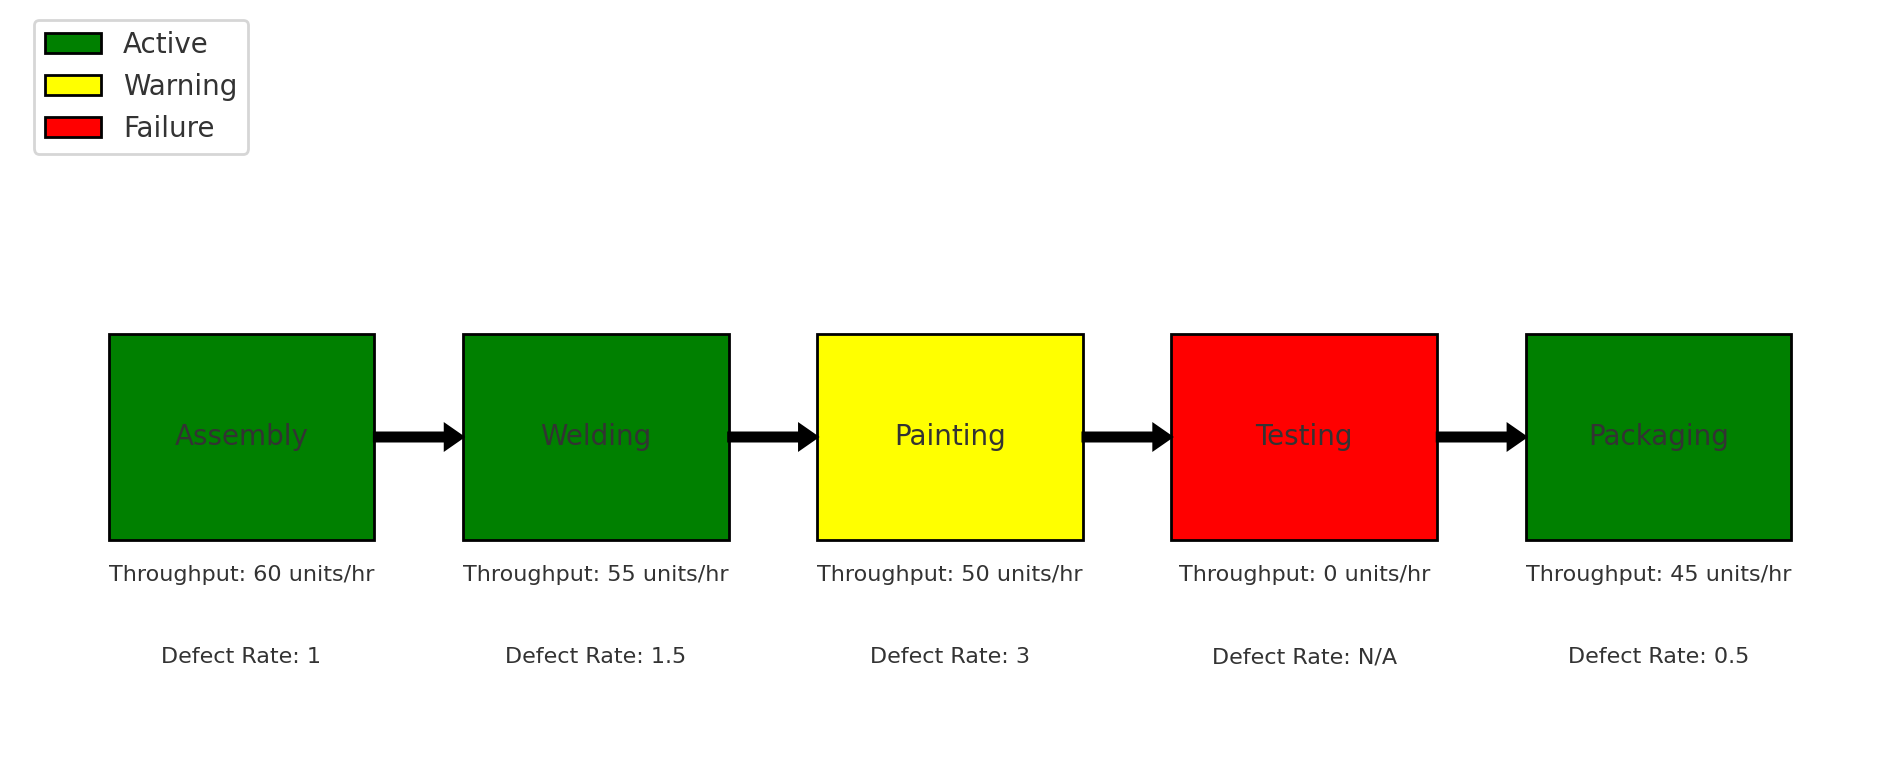 Active
Warning
Failure
Assembly
Welding
Painting
Testing
Packaging
Throughput: 60 units/hr
Throughput: 55 units/hr
Throughput: 50 units/hr
Throughput: 0 units/hr
Throughput: 45 units/hr
Defect Rate: 1
Defect Rate: 1.5
Defect Rate: 3
Defect Rate: N/A
Defect Rate: 0.5